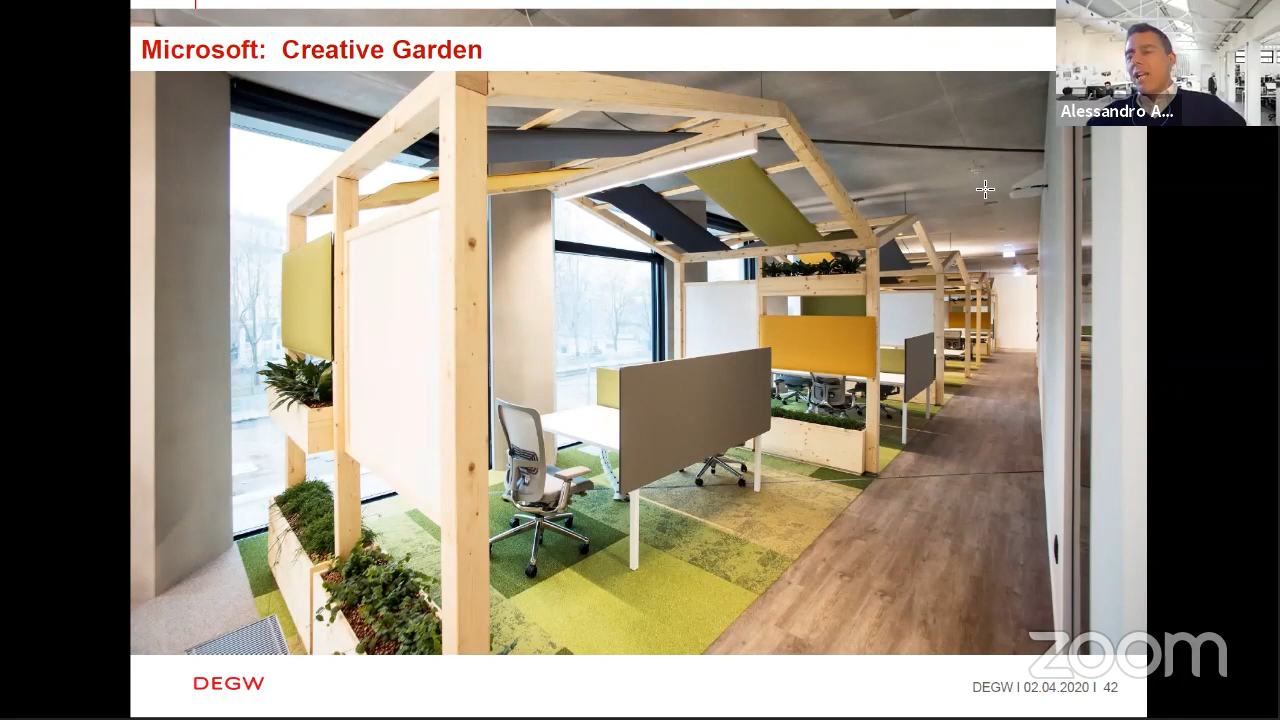 Microsoft: Creative Garden
Alessandro A...
DEGW
DEGW I 02.04.2020 I 42
zoom